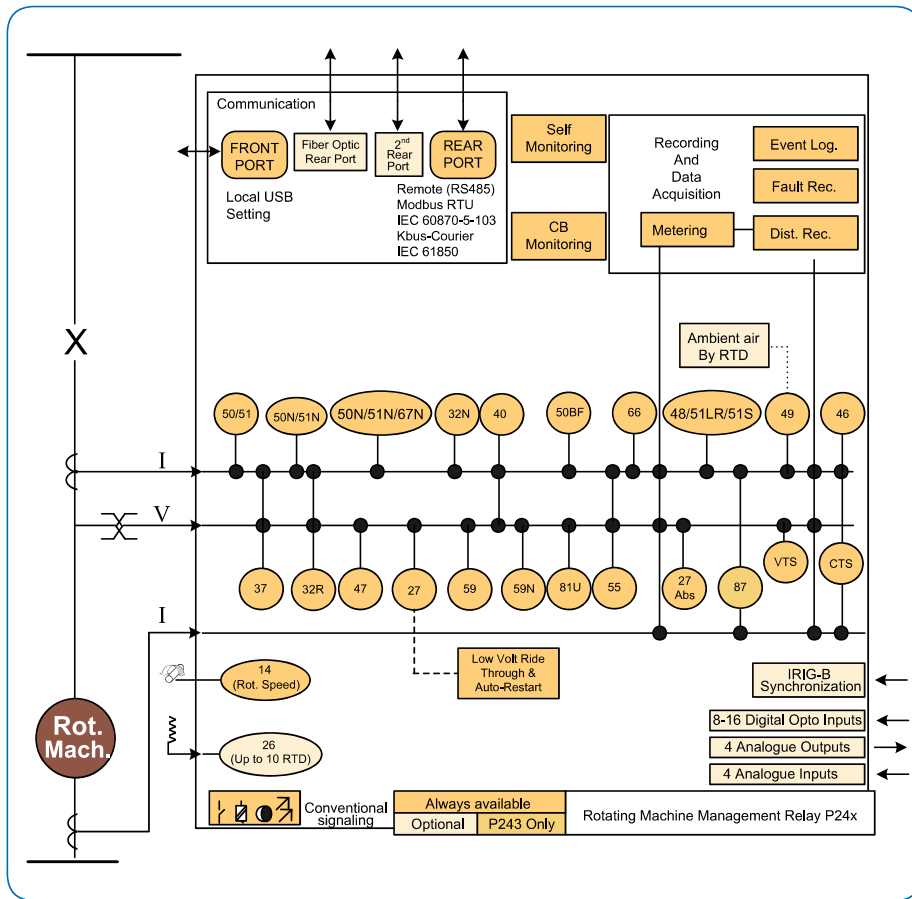 Communication
FRONT
PORT
Fiber Optic
Rear Port
2nd
Rear
Port
REAR
PORT
Local USB
Setting
Remote (RS485)
Modbus RTU
IEC 60870-5-103
Kbus-Courier
IEC 61850
Self
Monitoring
CB
Monitoring
Recording
And
Data
Acquisition
Event Log.
Fault Rec.
Metering
Dist. Rec.
X
Ambient air
By RTD
50/51
50N/51N
50N/51N/67N
32N
40
50BF
66
48/51LR/51S
49
46
I
V
37
32R
47
27
59
59N
81U
55
27
Abs
87
VTS
CTS
I
Low Volt Ride
Through &
Auto-Restart
14
(Rot. Speed)
26
(Up to 10 RTD)
Rot.
Mach.
IRIG-B
Synchronization
8-16 Digital Opto Inputs
4 Analogue Outputs
4 Analogue Inputs
Conventional
signaling
Always available
Optional
P243 Only
Rotating Machine Management Relay P24x